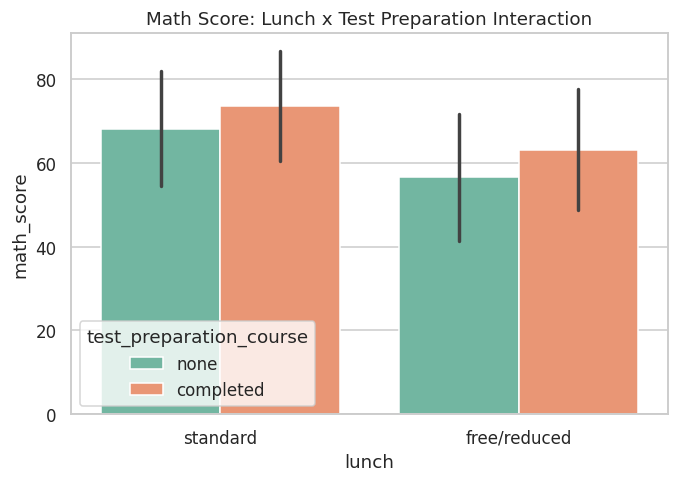 Math Score: Lunch x Test Preparation Interaction
math_score
80
60
40
20
0
test_preparation_course
none
completed
standard
free/reduced
lunch